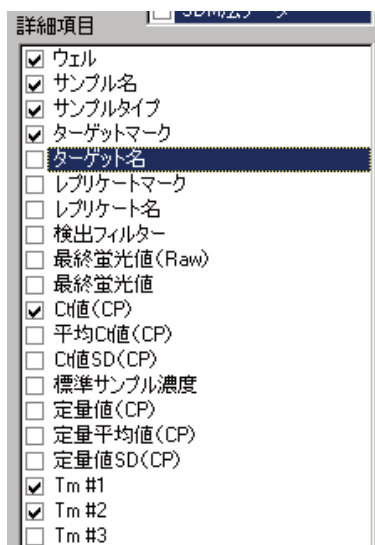 詳細項目
ウェル
サンプル名
サンプルタイプ
ターゲットマーク
ターゲット名
レプリケートマーク
レプリケート名
検出フィルター
最終蛍光値(Raw)
最終蛍光値
Ct値(CP)
平均Ct値(CP)
Ct値SD(CP)
標準サンプル濃度
定量値(CP)
定量平均値(CP)
定量値SD(CP)
Tm #1
Tm #2
Tm #3